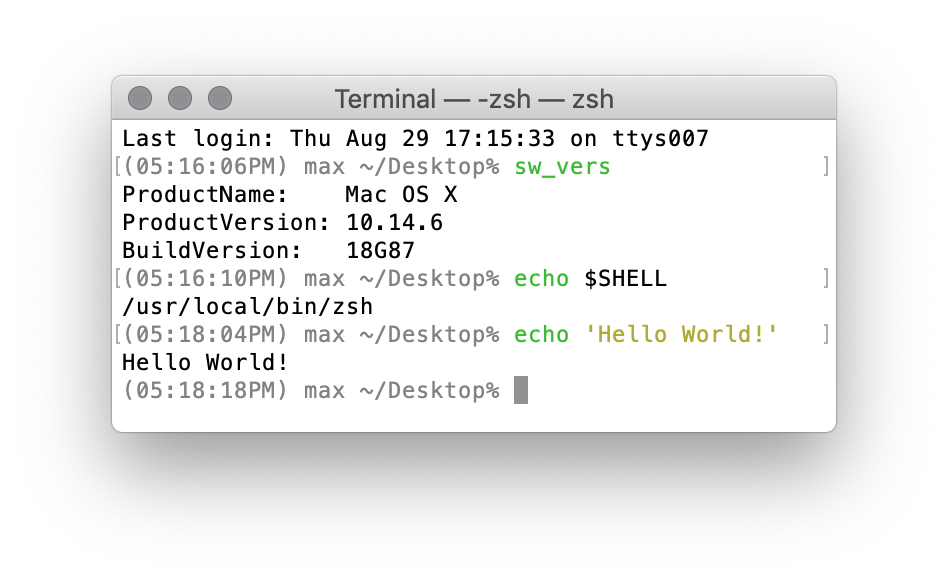 Terminal — -zsh — zsh
Last login: Thu Aug 29 17:15:33 on ttys007
[(05:16:06PM) max ~/Desktop% sw_vers ]
ProductName:    Mac OS X
ProductVersion: 10.14.6
BuildVersion:   18G87
[(05:16:10PM) max ~/Desktop% echo $SHELL ]
/usr/local/bin/zsh
[(05:18:04PM) max ~/Desktop% echo 'Hello World!' ]
Hello World!
(05:18:18PM) max ~/Desktop%